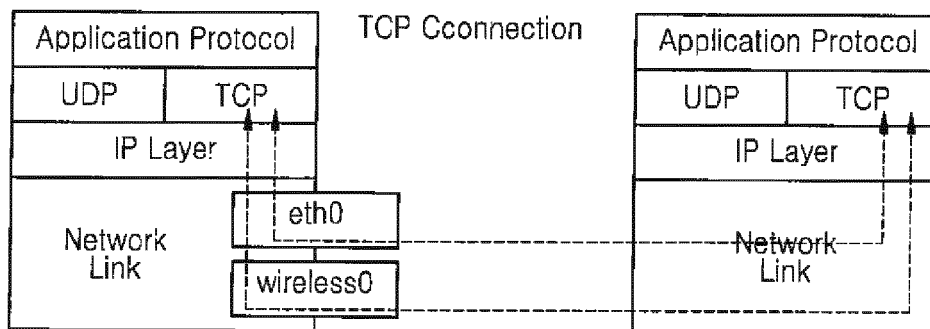 TCP Cconnection
Application Protocol
UDP
TCP
IP Layer
eth0
Network
Link
wireless0
Application Protocol
UDP
TCP
IP Layer
Network
Link